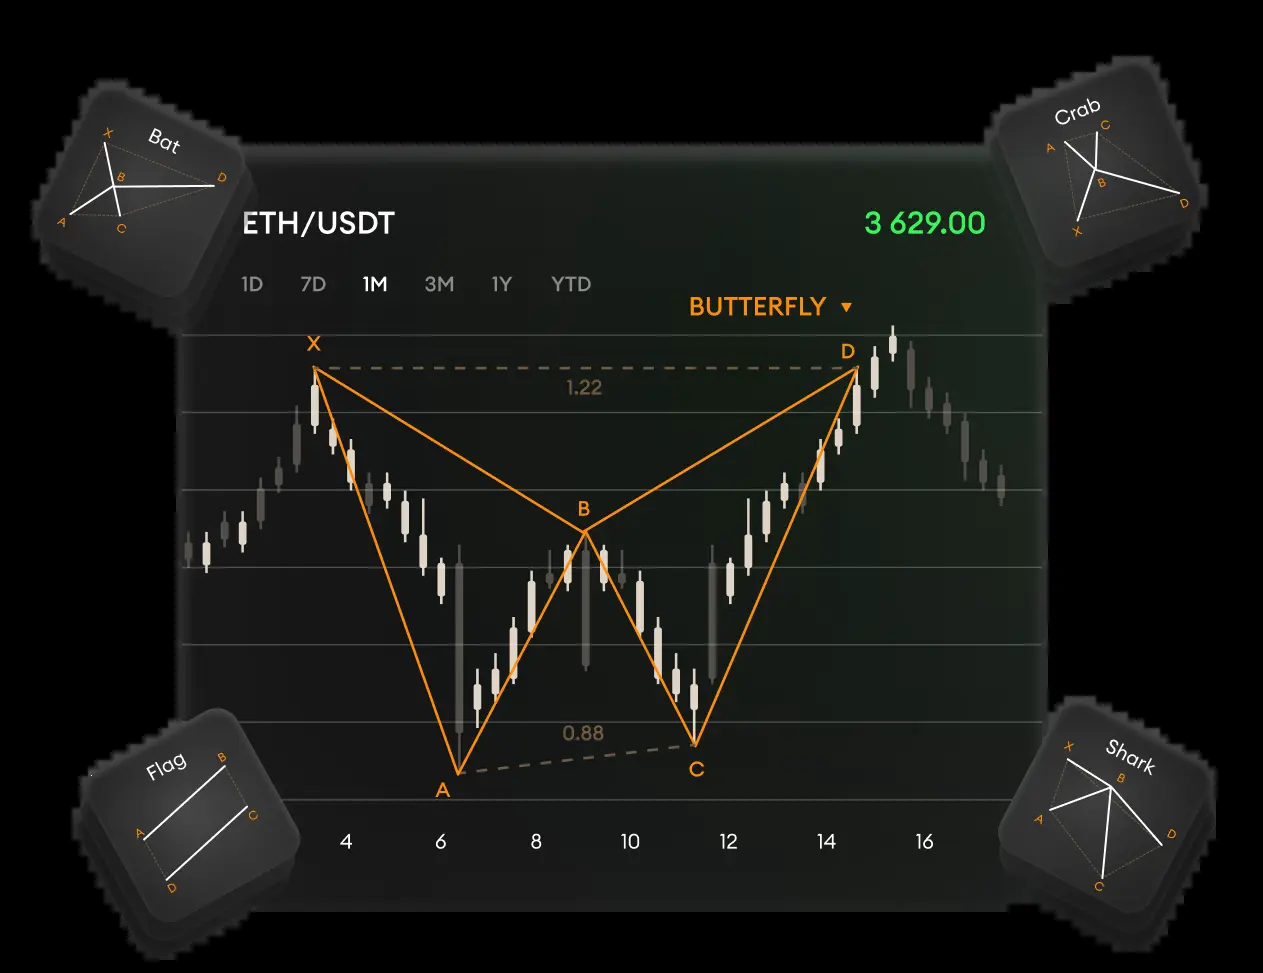 Bat
X
B
D
A
C
Crab
C
A
B
D
X
ETH/USDT
3 629.00
1D 7D 1M 3M 1Y YTD
BUTTERFLY ▼
X
D
1.22
B
0.88
C
A
Flag
B
A
C
D
Shark
X
B
A
D
C
4 6 8 10 12 14 16